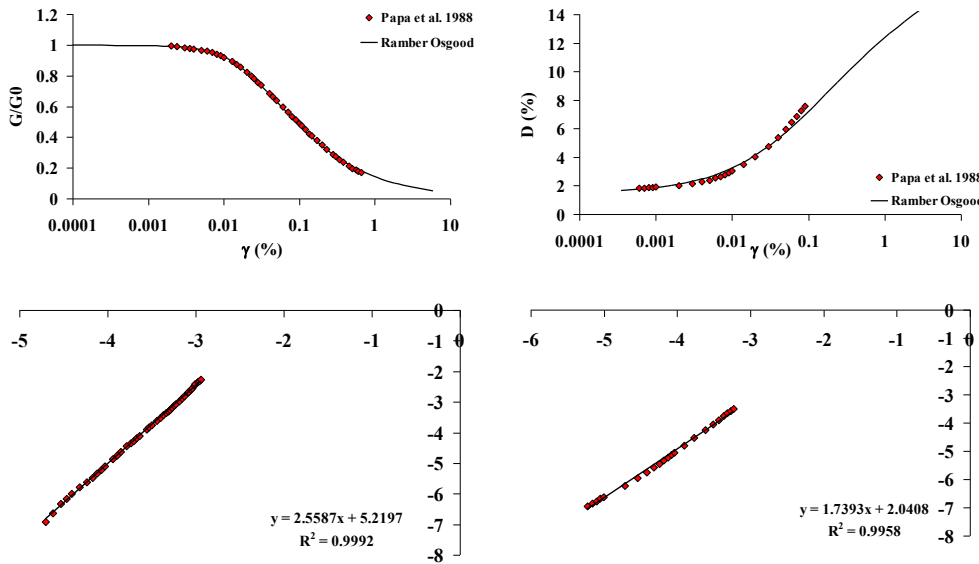 Papa et al. 1988
Ramber Osgood
1.2
1
0.8
0.6
0.4
0.2
0
G/G0
0.0001 0.001 0.01 0.1 1 10
γ (%)
14
12
10
8
6
4
2
0
D (%)
Papa et al. 1988
Ramber Osgood
0.0001 0.001 0.01 0.1 1 10
γ (%)
-5 -4 -3 -2 -1 0
0
-1
-2
-3
-4
-5
-6
-7
-8
y = 2.5587x + 5.2197
R² = 0.9992
-6 -5 -4 -3 -2 -1 0
0
-1
-2
-3
-4
-5
-6
-7
-8
y = 1.7393x + 2.0408
R² = 0.9958